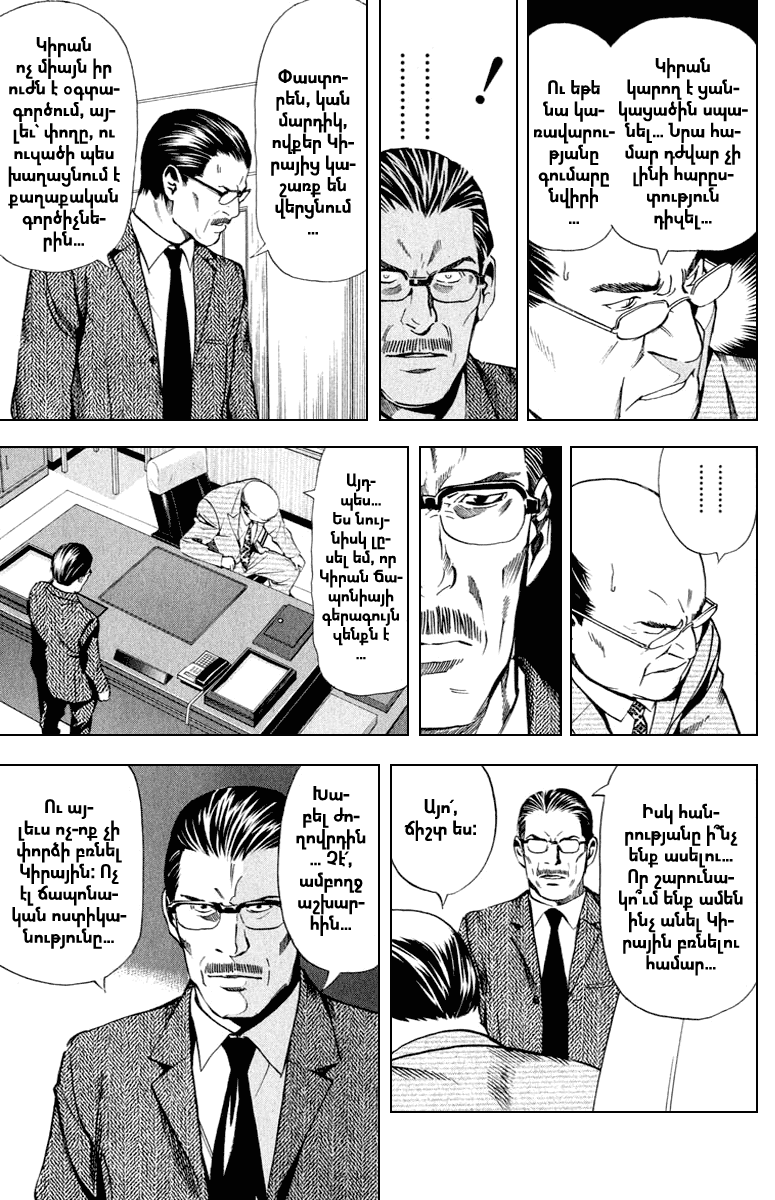 Կիրան
կարող է ցան-
կացածին սպա-
նել... Նրա հա-
մար դժվար չի
լինի հարըս-
տություն
դիզել...
Ու եթե
նա կա-
ռավարու-
թյանը
գումարը
նվիրի
...
!
Փաստո-
րեն, կան
մարդիկ,
ովքեր Կի-
րայից կա-
շառք են
վերցնում
...
Կիրան
ոչ միայն իր
ուժն է օգտա-
գործում, այ-
լեւ՝ փողը, ու
ուզածի պես
խաղացնում է
քաղաքական
գործիչնե-
րին...
Այդ-
պես...
Ես նույ-
նիսկ լը-
սել եմ, որ
Կիրան ճա-
պոնիայի
գերագույն
զենքն է
...
Իսկ հան-
րությանը ի՞նչ
ենք ասելու...
Որ շարունա-
կո՞ւմ ենք ամեն
ինչ անել Կի-
րային բռնելու
համար...
Այո՛,
ճիշտ ես:
Խա-
բել ժո-
ղովրդին
... Չէ՛,
ամբողջ
աշխար-
հին...
Ու այ-
լեւս ոչ-ոք չի
փորձի բռնել
Կիրային: Ոչ
էլ ճապոնա-
կան ոստիկա-
նությունը...